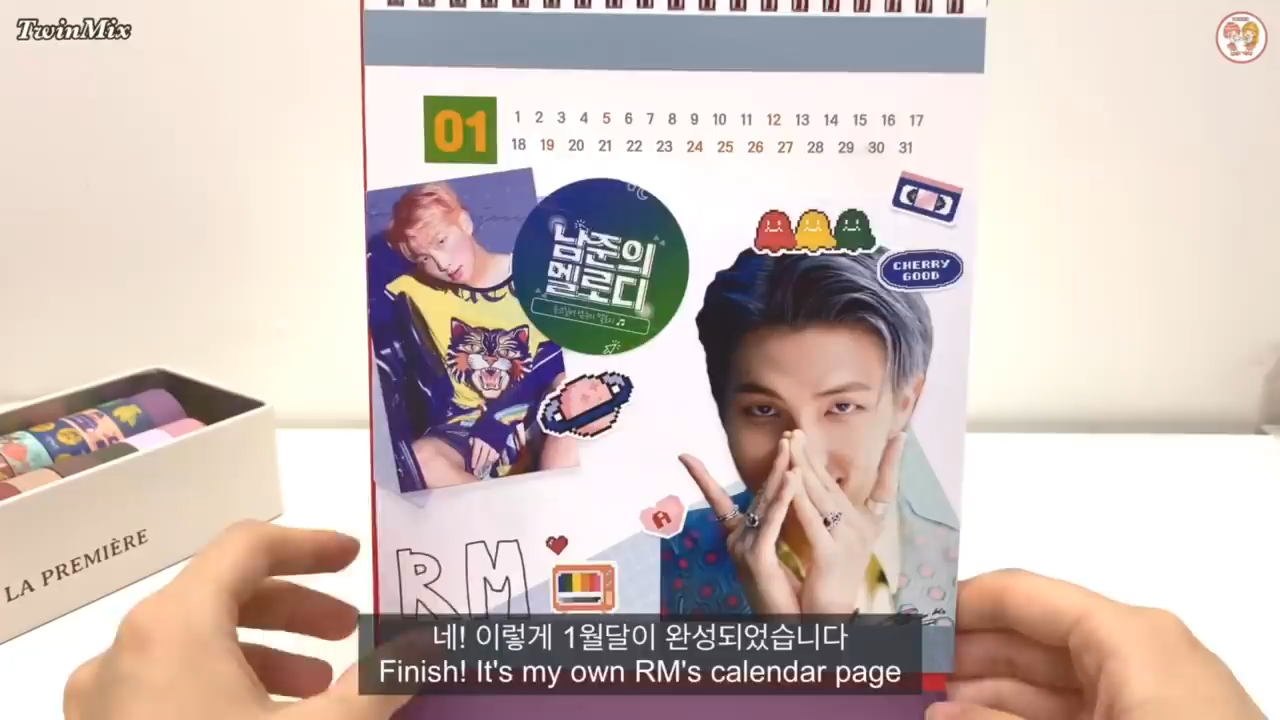 TwinMix
01
1 2 3 4 5 6 7 8 9 10 11 12 13 14 15 16 17
18 19 20 21 22 23 24 25 26 27 28 29 30 31
남준의
멜로디
CHERRY
GOOD
A
LA PREMIÈRE
RM
네! 이렇게 1월달이 완성되었습니다
Finish! It's my own RM's calendar page